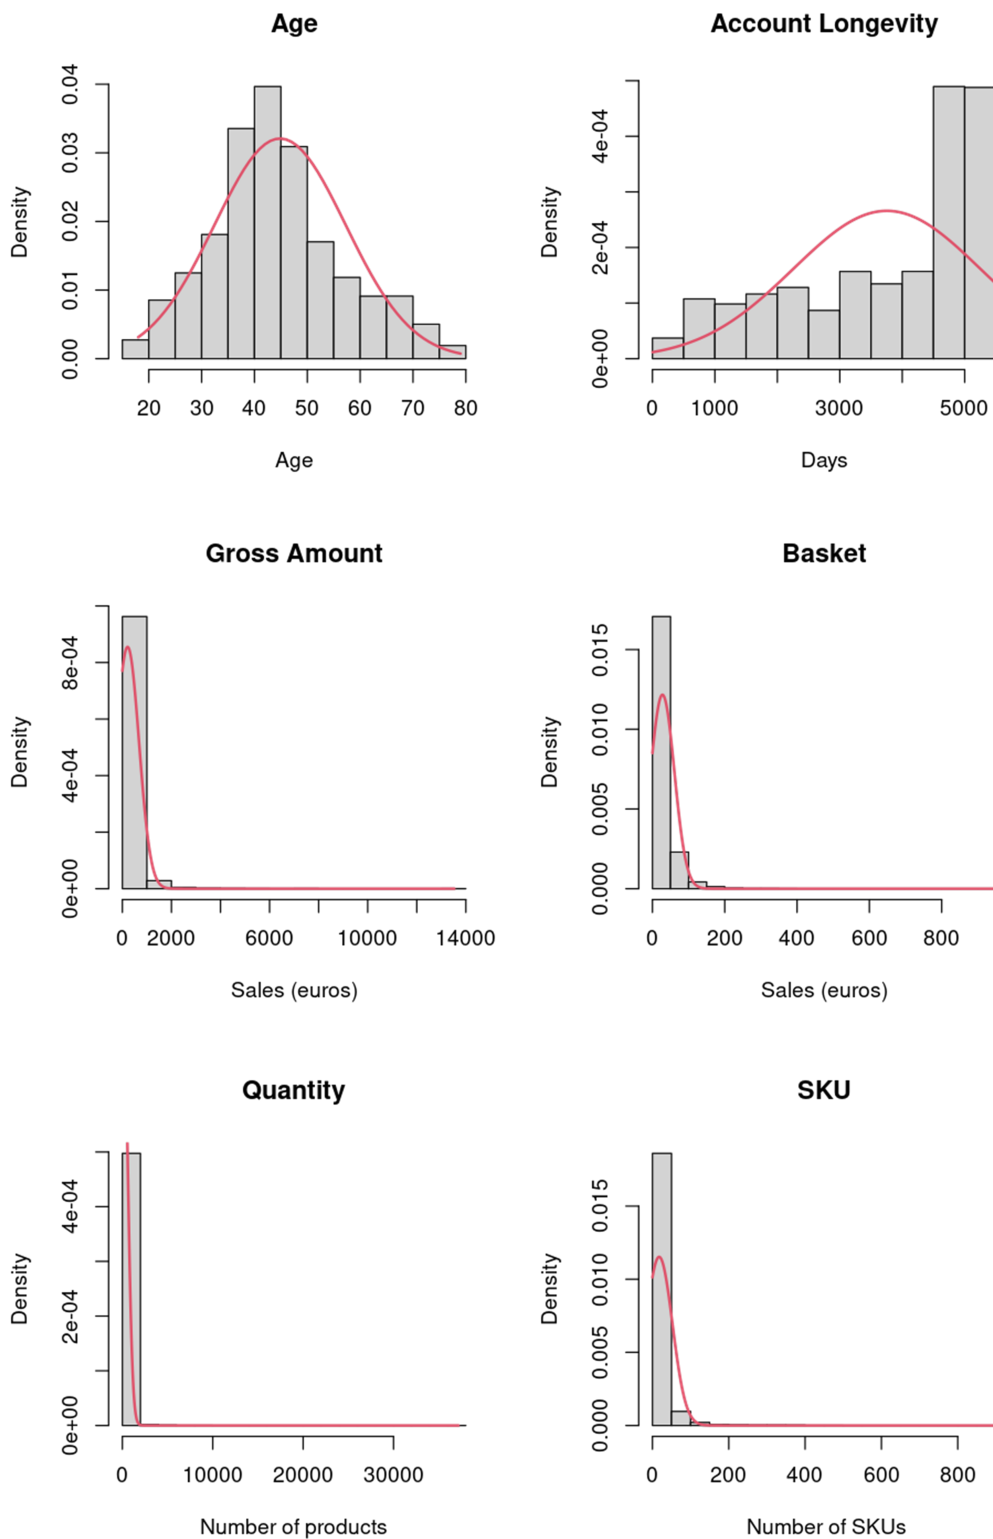 Age
Density
0.00 0.01 0.02 0.03 0.04
20 30 40 50 60 70 80
Age
Account Longevity
Density
0e+00 2e-04 4e-04
0 1000 3000 5000
Days
Gross Amount
Density
0e+00 4e-04 8e-04
0 2000 6000 10000 14000
Sales (euros)
Basket
Density
0.000 0.005 0.010 0.015
0 200 400 600 800
Sales (euros)
Quantity
Density
0e+00 2e-04 4e-04
0 10000 20000 30000
Number of products
SKU
Density
0.000 0.005 0.010 0.015
0 200 400 600 800
Number of SKUs